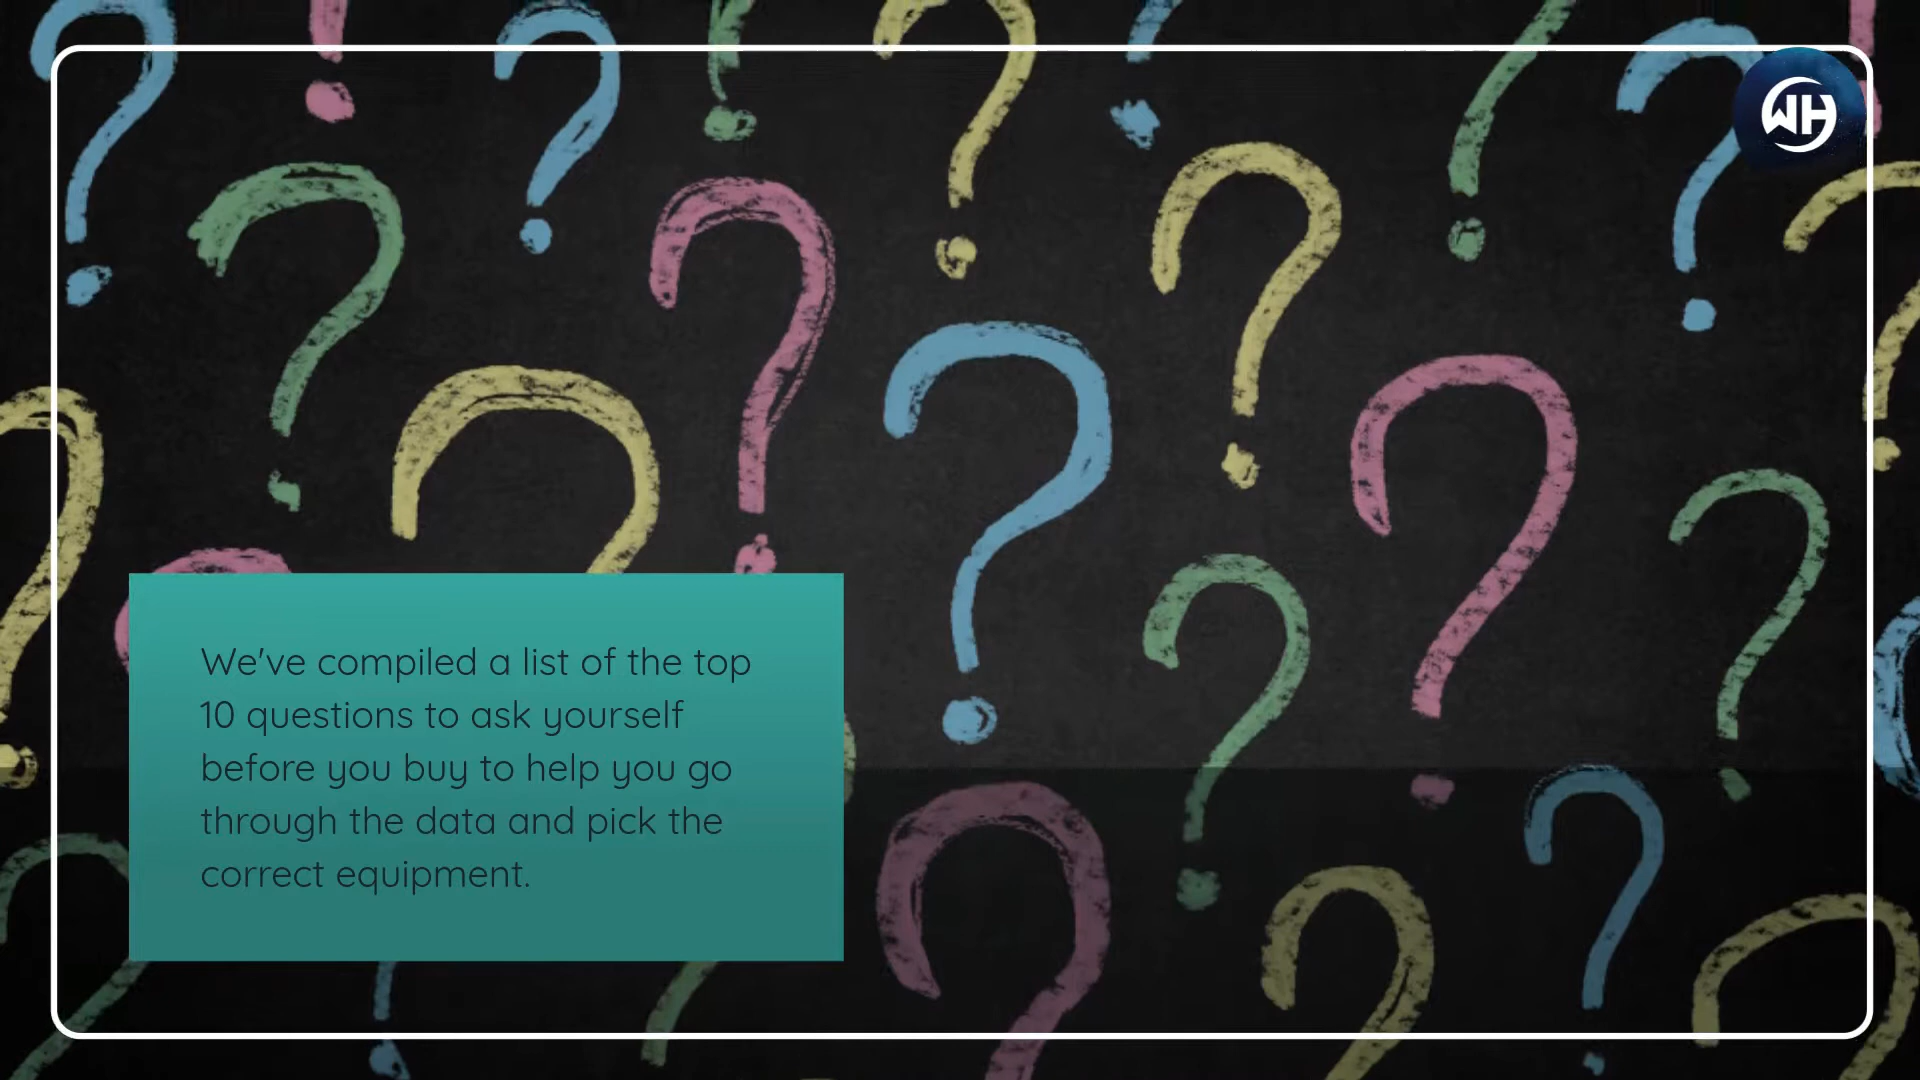 WH
We've compiled a list of the top
10 questions to ask yourself
before you buy to help you go
through the data and pick the
correct equipment.